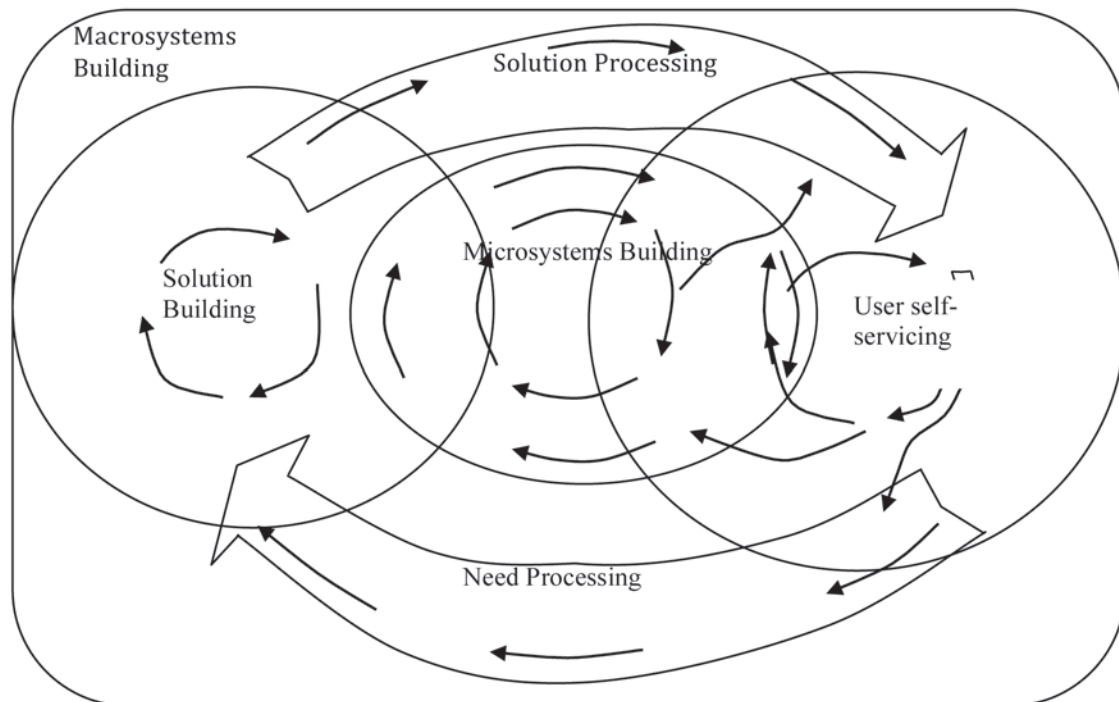 Macrosystems
Building
Solution Processing
Microsystems Building
Solution
Building
User self-
servicing
Need Processing